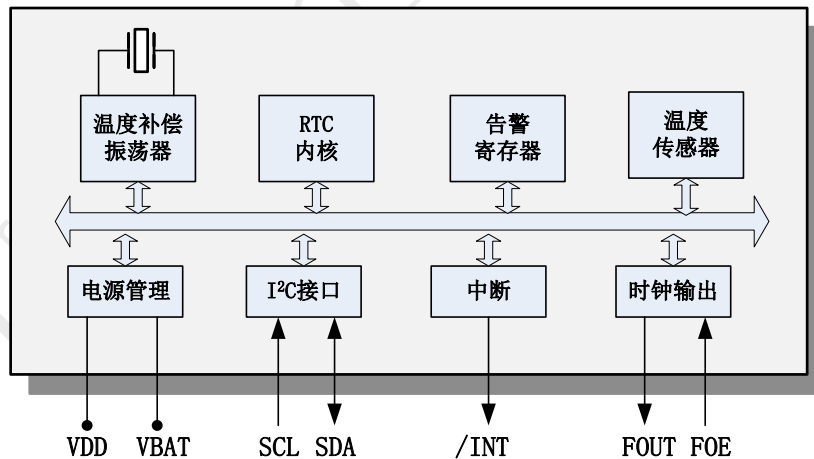 温度补偿
振荡器
RTC
内核
告警
寄存器
温度
传感器
电源管理
I²C接口
中断
时钟输出
VDD VBAT SCL SDA /INT FOUT FOE